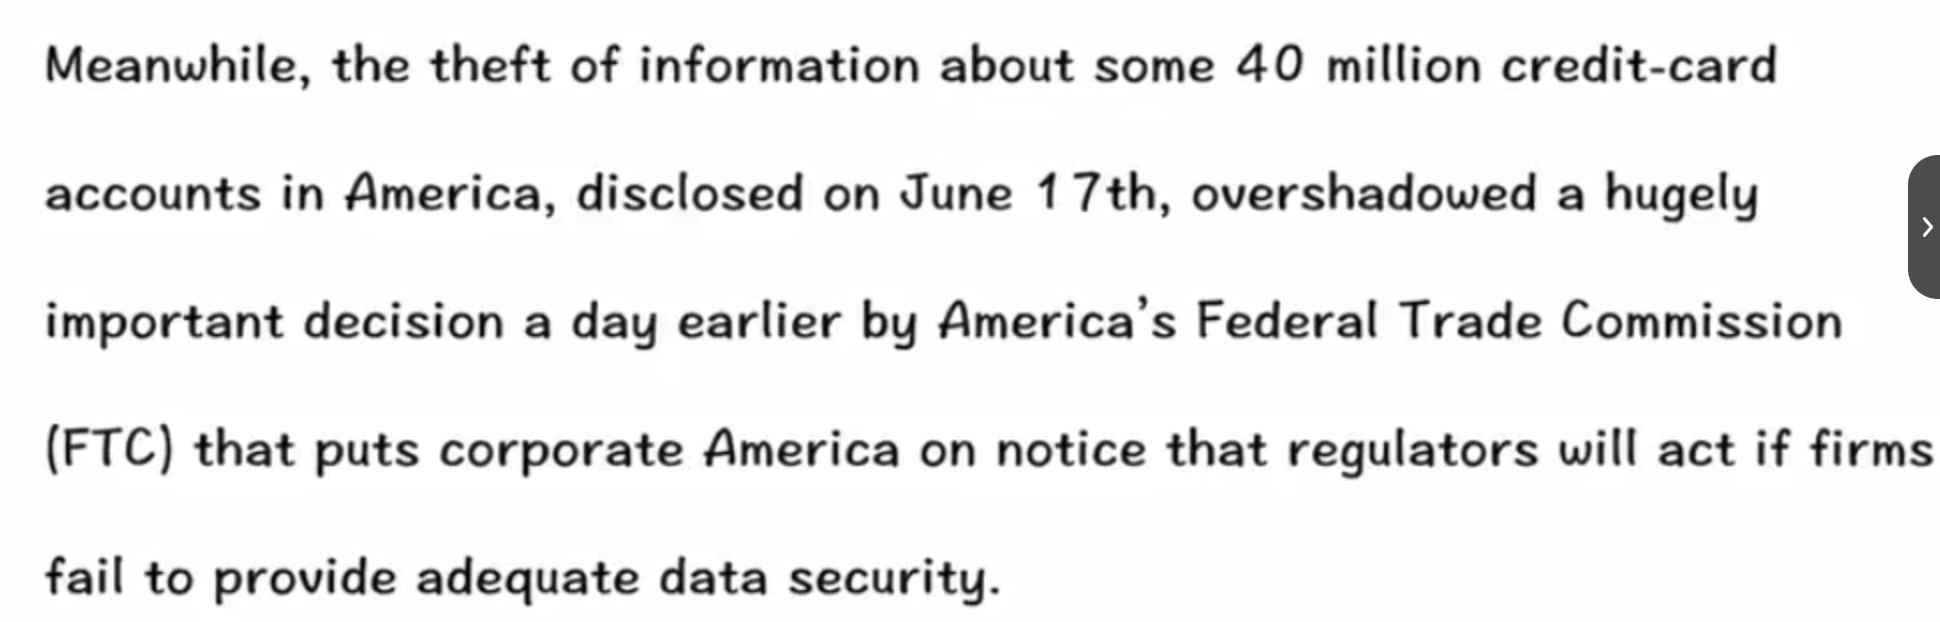 Meanwhile, the theft of information about some 40 million credit-card
accounts in America, disclosed on June 17th, overshadowed a hugely
important decision a day earlier by America's Federal Trade Commission
(FTC) that puts corporate America on notice that regulators will act if firms
fail to provide adequate data security.